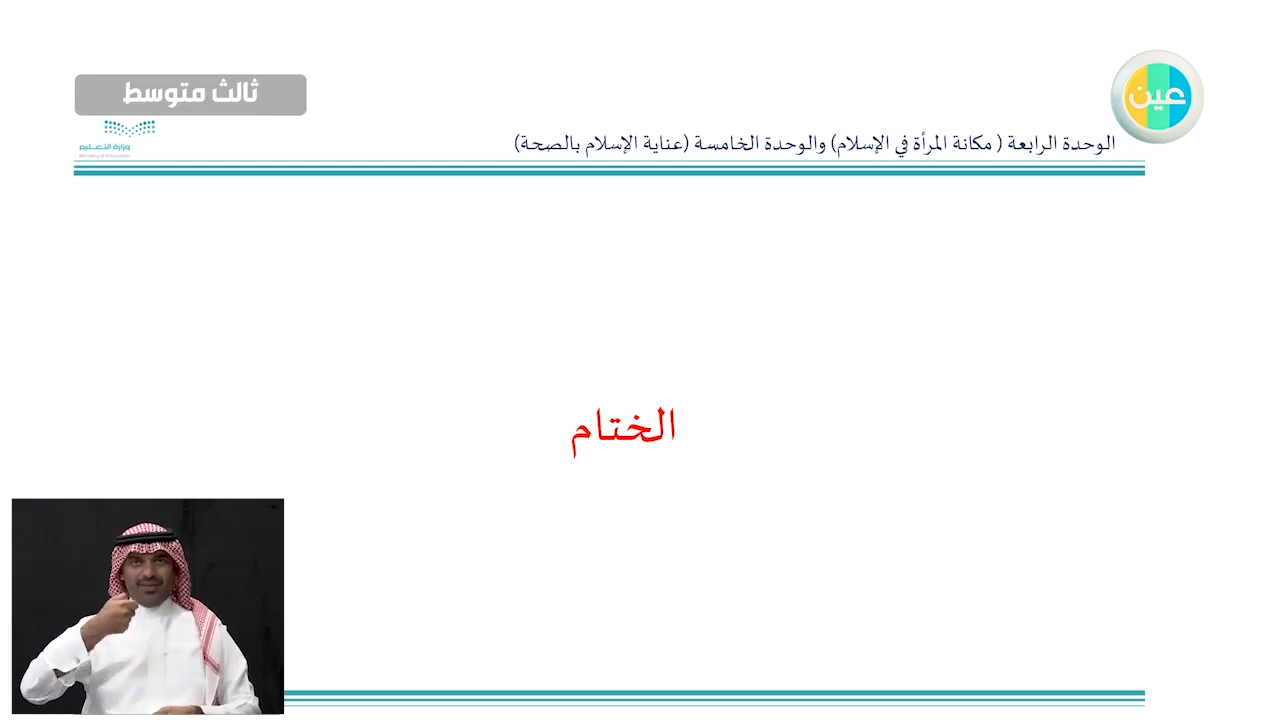 ثالث متوسط
عين
وزارة التعليم
Ministry of Education
الوحدة الرابعة ( مكانة المرأة في الإسلام) والوحدة الخامسة (عناية الإسلام بالصحة)
الختام